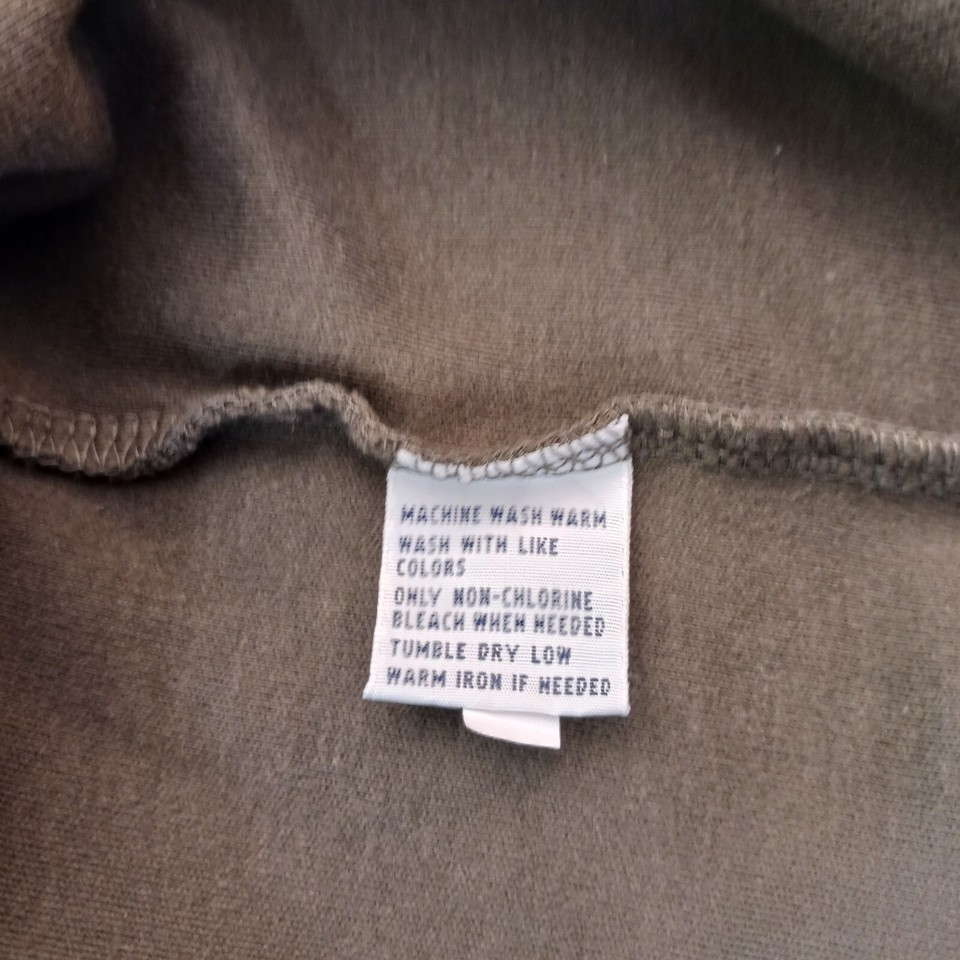 MACHINE WASH WARM
WASH WITH LIKE
COLORS
ONLY NON-CHLORINE
BLEACH WHEN NEEDED
TUMBLE DRY LOW
WARM IRON IF NEEDED